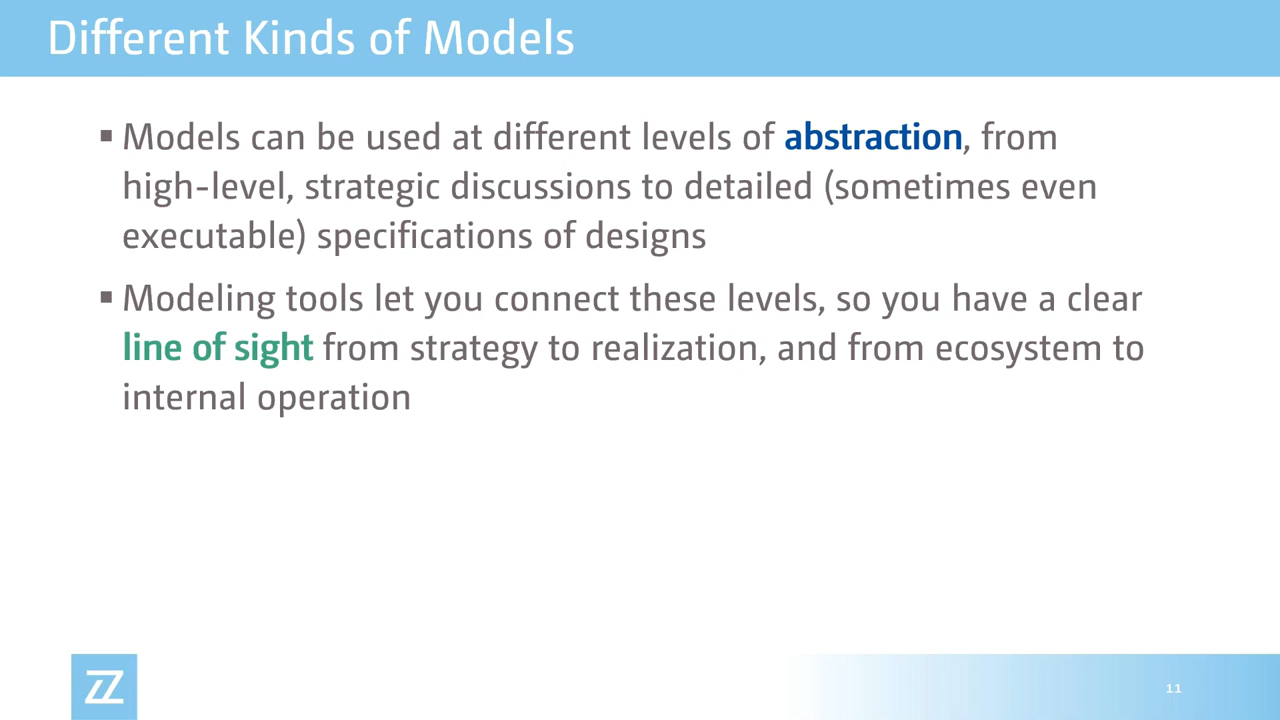 Different Kinds of Models
▪ Models can be used at different levels of abstraction, from
high-level, strategic discussions to detailed (sometimes even
executable) specifications of designs
▪ Modeling tools let you connect these levels, so you have a clear
line of sight from strategy to realization, and from ecosystem to
internal operation
ZZ
11